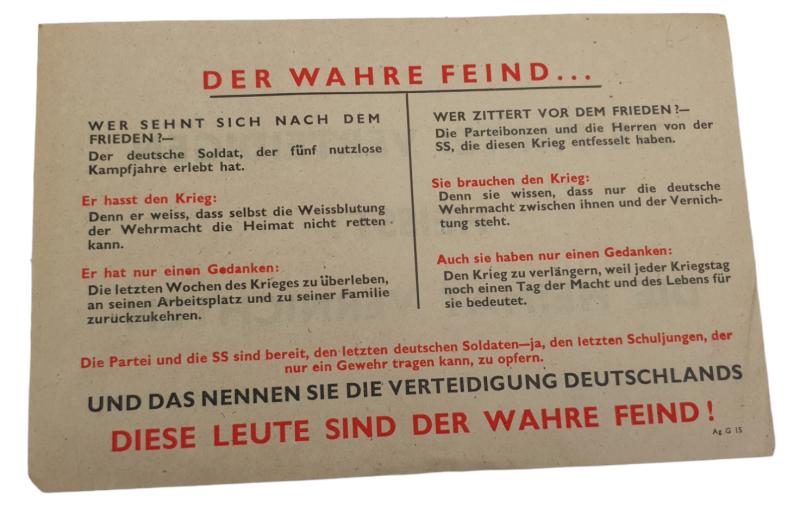 DER WAHRE FEIND...
WER SEHNT SICH NACH DEM
FRIEDEN?—
Der deutsche Soldat, der fünf nutzlose
Kampfjahre erlebt hat.
Er hasst den Krieg:
Denn er weiss, dass selbst die Weissblutung
der Wehrmacht die Heimat nicht retten
kann.
Er hat nur einen Gedanken:
Die letzten Wochen des Krieges zu überleben,
an seinen Arbeitsplatz und zu seiner Familie
zurückzukehren.
WER ZITTERT VOR DEM FRIEDEN?—
Die Parteibonzen und die Herren von der
SS, die diesen Krieg entfesselt haben.
Sie brauchen den Krieg:
Denn sie wissen, dass nur die deutsche
Wehrmacht zwischen ihnen und der Vernich-
tung steht.
Auch sie haben nur einen Gedanken:
Den Krieg zu verlängern, weil jeder Kriegstag
noch einen Tag der Macht und des Lebens für
sie bedeutet.
Die Partei und die SS sind bereit, den letzten deutschen Soldaten—ja, den letzten Schuljungen, der
nur ein Gewehr tragen kann, zu opfern.
UND DAS NENNEN SIE DIE VERTEIDIGUNG DEUTSCHLANDS
DIESE LEUTE SIND DER WAHRE FEIND!
Ag G 15